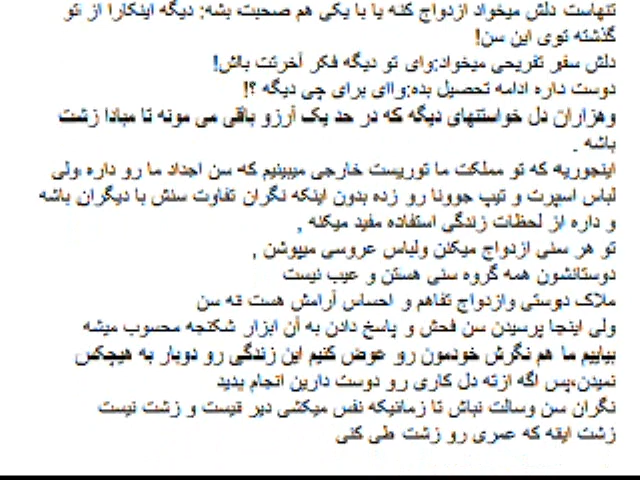 تنهاست دلش میخواد ازدواج کنه یا با یکی هم صحبت بشه: دیگه اینکارا از تو
گذشته توی این سن!
دلش سفر تفریحی میخواد:وای تو دیگه فکر آخرتت باش!
دوست داره ادامه تحصیل بده:وااای برای چی دیگه ؟!
وهزاران دل خواستنهای دیگه که در حد یک آرزو باقی می مونه تا مبادا زشت
باشه .
اینجوریه که تو مملکت ما توریست خارجی میبینیم که سن اجداد ما رو داره ولی
لباس اسپرت و تیپ جوونا رو زده بدون اینکه نگران تفاوت سنش با دیگران باشه
و داره از لحظات زندگی استفاده مفید میکنه ,
تو هر سنی ازدواج میکنن ولباس عروسی میپوشن ,
دوستانشون همه گروه سنی هستن و عیب نیست
ملاک دوستی وازدواج تفاهم و احساس آرامش هست نه سن
ولی اینجا پرسیدن سن فحش و پاسخ دادن به آن ابزار شکنجه محسوب میشه
بیاییم ما هم نگرش خودمون رو عوض کنیم این زندگی رو دوبار به هیچکس
نمیدن،پس اگه ازته دل کاری رو دوست دارین انجام بدید
نگران سن وسالت نباش تا زمانیکه نفس میکشی دیر نیست و زشت نیست
زشت اینه که عمری رو زشت طی کنی